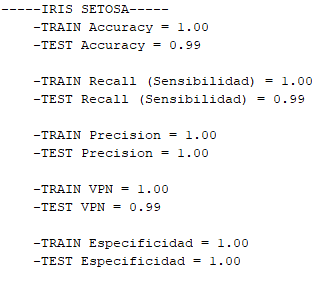 -----IRIS SETOSA-----
-TRAIN Accuracy = 1.00
-TEST Accuracy = 0.99
-TRAIN Recall (Sensibilidad) = 1.00
-TEST Recall (Sensibilidad) = 0.99
-TRAIN Precision = 1.00
-TEST Precision = 1.00
-TRAIN VPN = 1.00
-TEST VPN = 0.99
-TRAIN Especificidad = 1.00
-TEST Especificidad = 1.00